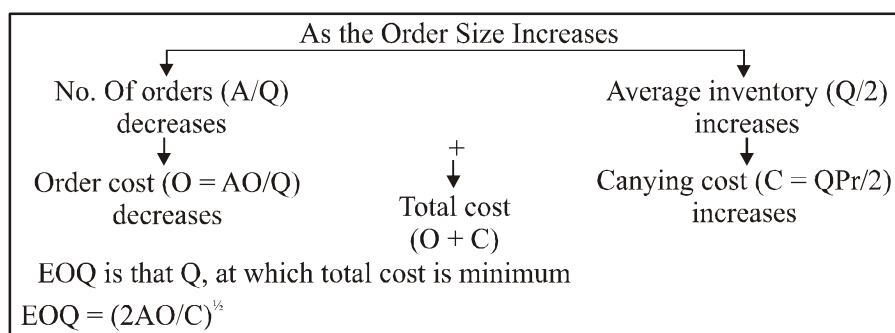 As the Order Size Increases
No. Of orders (A/Q)
decreases
Average inventory (Q/2)
increases
+
Order cost (O = AO/Q)
decreases
Canying cost (C = QPr/2)
increases
Total cost
(O + C)
EOQ is that Q, at which total cost is minimum
EOQ = (2AO/C)^½